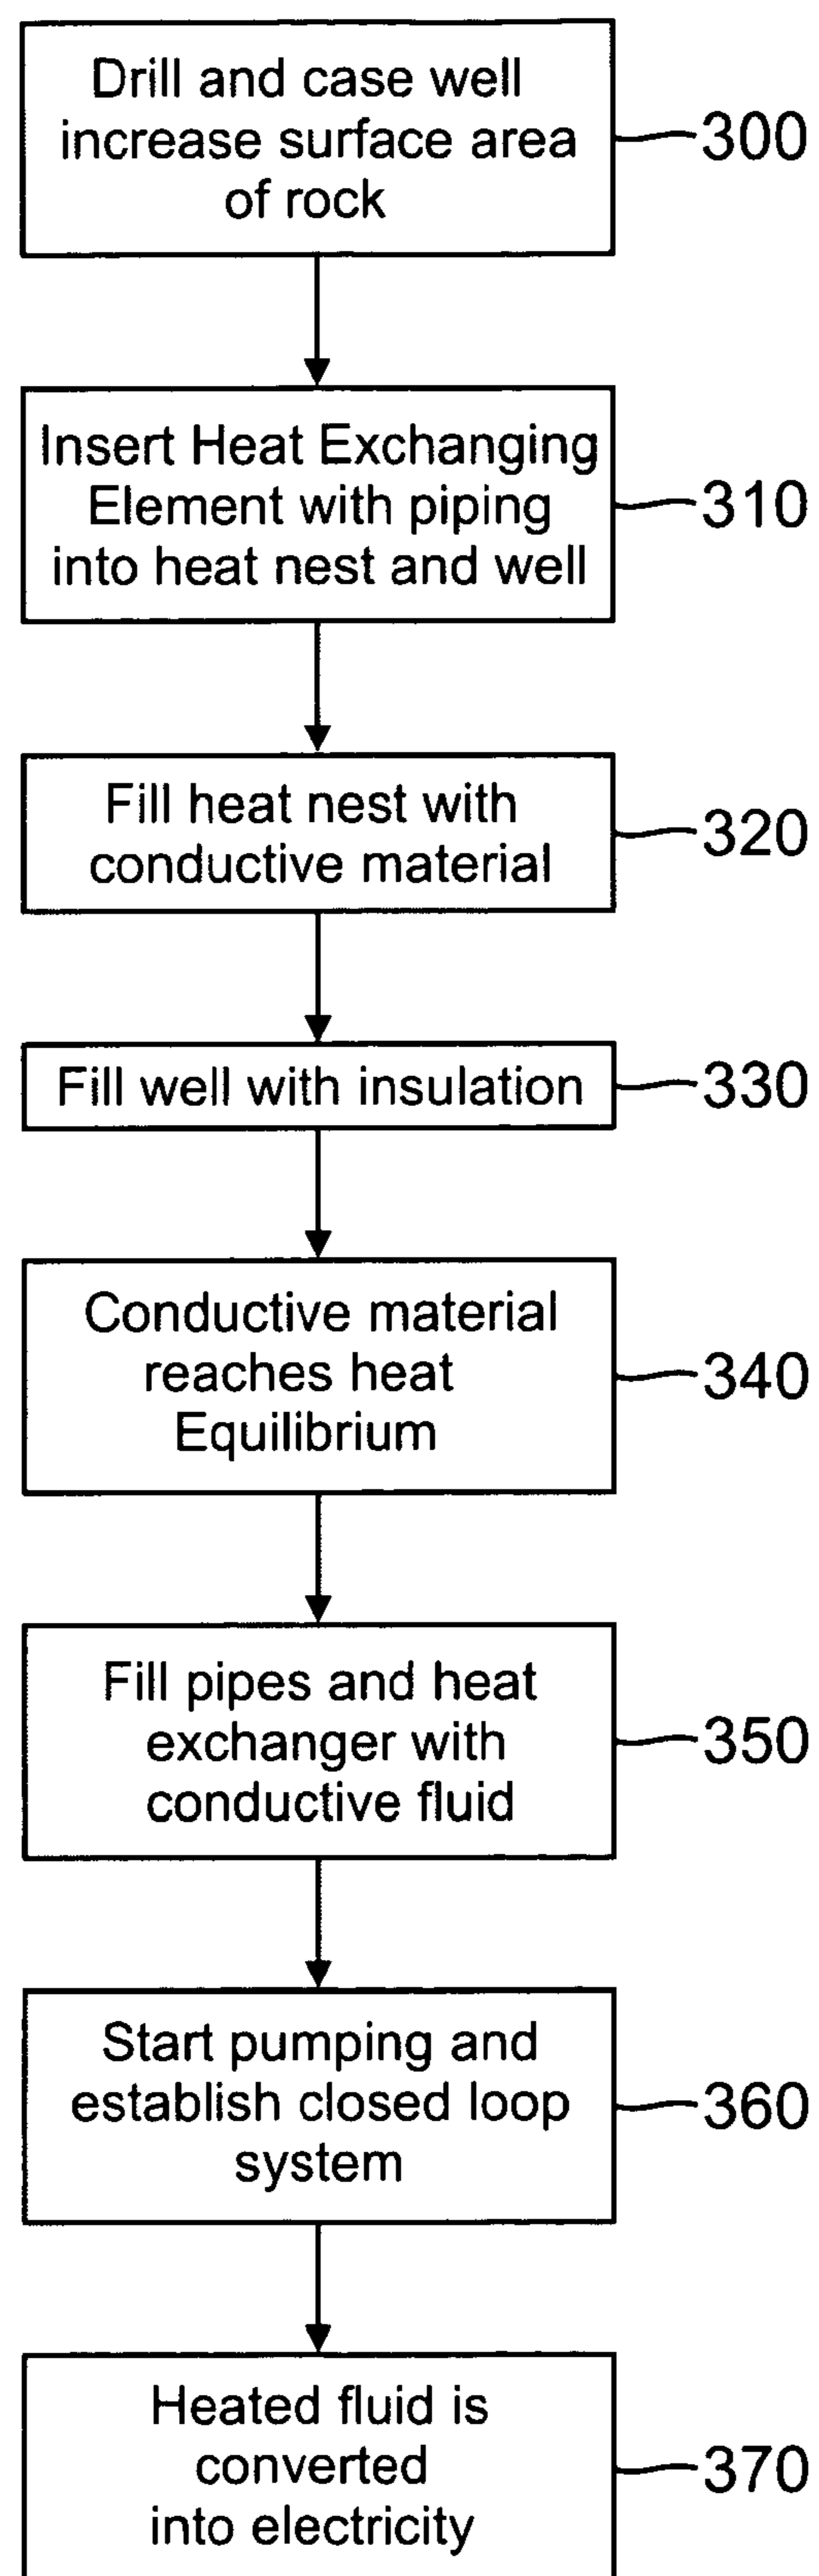 Drill and case well
increase surface area
of rock
300
Insert Heat Exchanging
Element with piping
into heat nest and well
310
Fill heat nest with
conductive material
320
Fill well with insulation
330
Conductive material
reaches heat
Equilibrium
340
Fill pipes and heat
exchanger with
conductive fluid
350
Start pumping and
establish closed loop
system
360
Heated fluid is
converted
into electricity
370